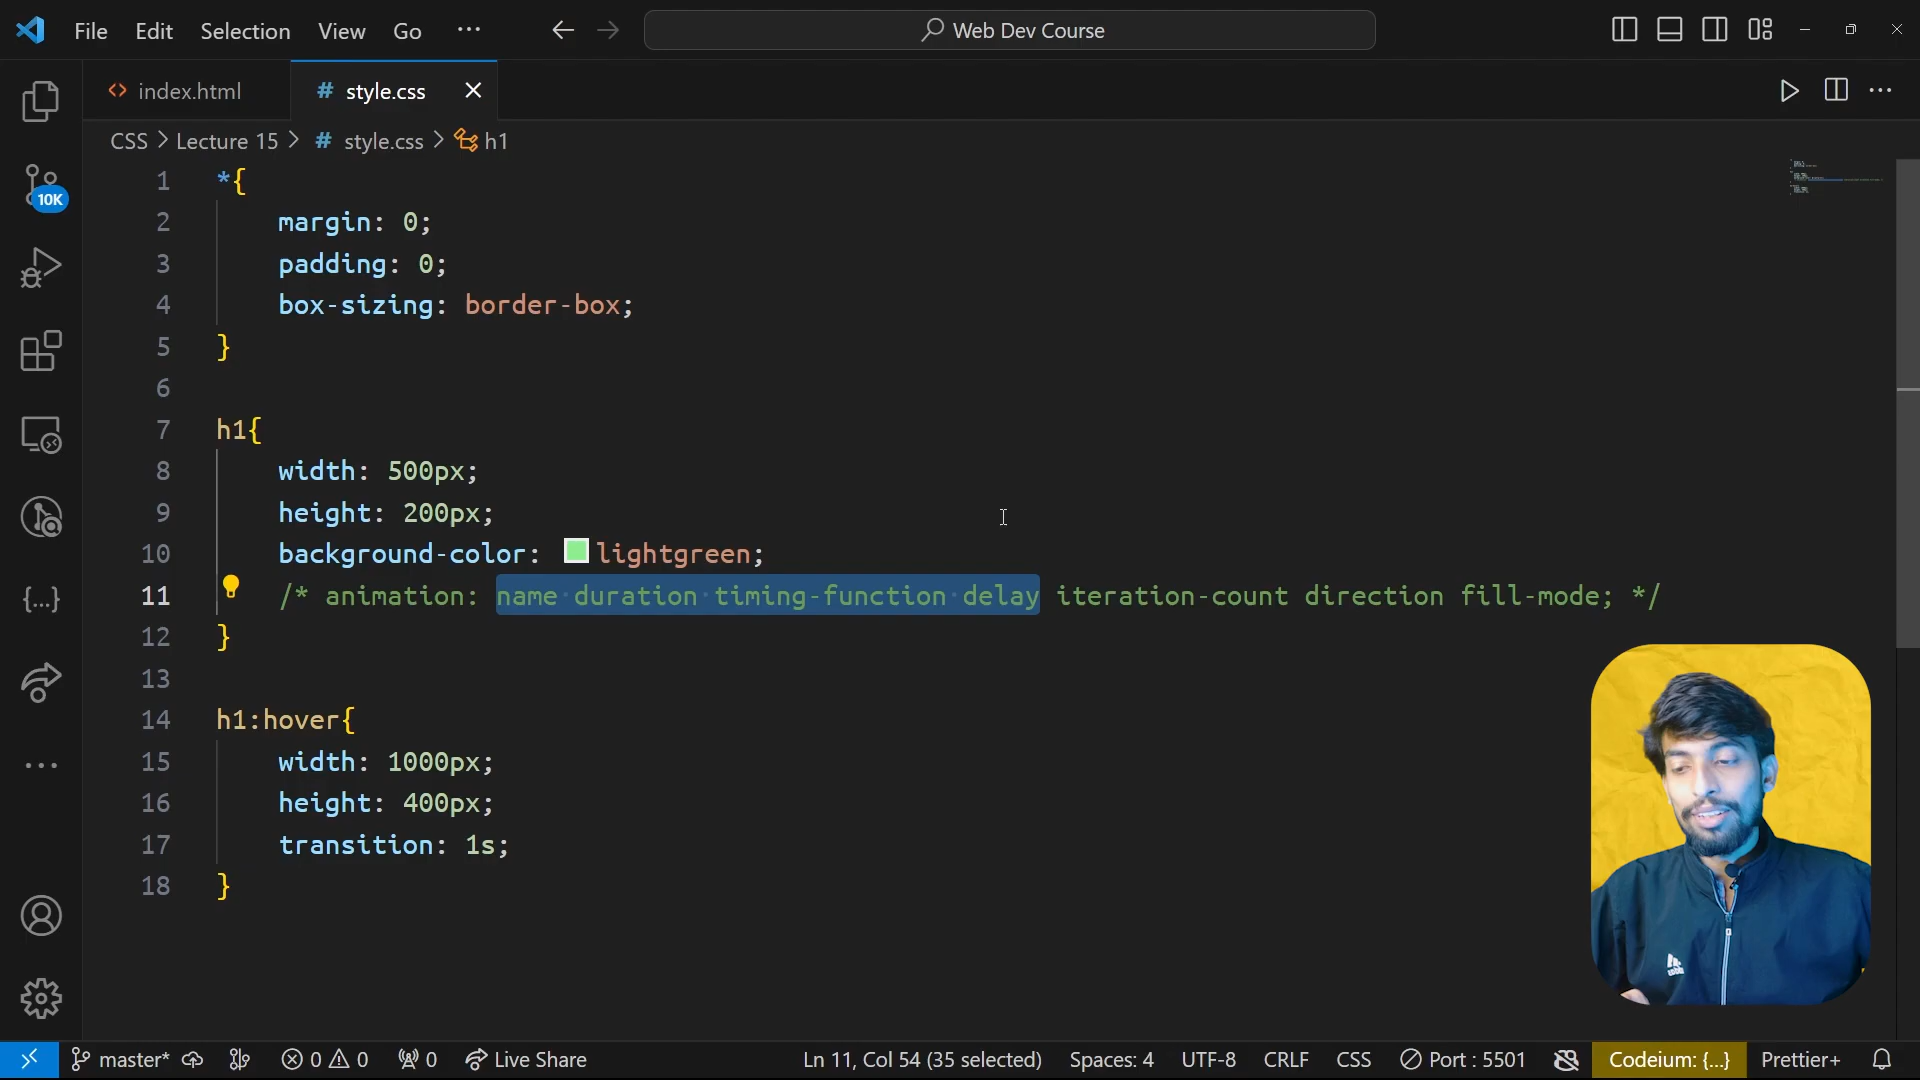 File Edit Selection View Go ··· Web Dev Course
index.html # style.css
CSS > Lecture 15 > # style.css > h1
1 *{
2 margin: 0;
3 padding: 0;
4 box-sizing: border-box;
5 }
6
7 h1{
8 width: 500px;
9 height: 200px;
10 background-color: lightgreen;
11 /* animation: name duration timing-function delay iteration-count direction fill-mode; */
12 }
13
14 h1:hover{
15 width: 1000px;
16 height: 400px;
17 transition: 1s;
18 }
10K
master* 0 0 0 Live Share Ln 11, Col 54 (35 selected) Spaces: 4 UTF-8 CRLF CSS Port : 5501 Codeium: {...} Prettier+